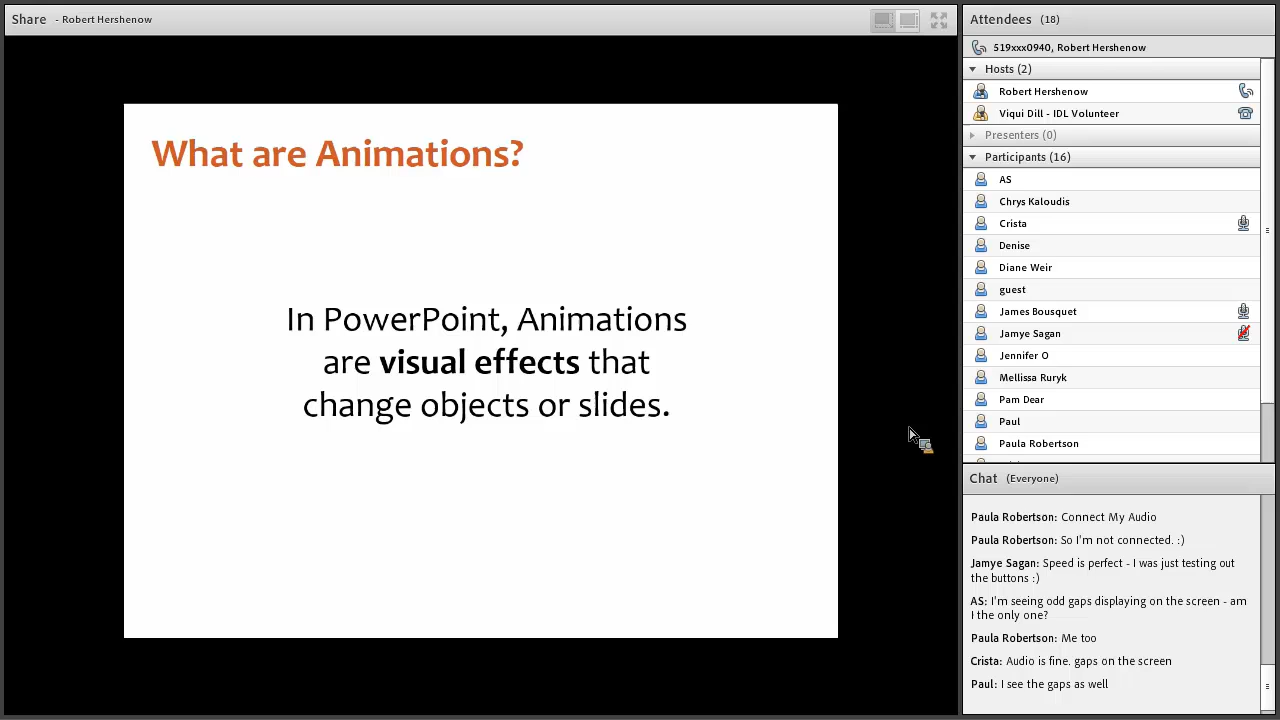 Share - Robert Hershenow
What are Animations?
In PowerPoint, Animations
are visual effects that
change objects or slides.
Attendees (18)
519xxx0940, Robert Hershenow
Hosts (2)
Robert Hershenow
Viqui Dill - IDL Volunteer
Presenters (0)
Participants (16)
AS
Chrys Kaloudis
Crista
Denise
Diane Weir
guest
James Bousquet
Jamye Sagan
Jennifer O
Mellissa Ruryk
Pam Dear
Paul
Paula Robertson
Chat (Everyone)
Paula Robertson: Connect My Audio
Paula Robertson: So I'm not connected. :)
Jamye Sagan: Speed is perfect - I was just testing out
the buttons :)
AS: I'm seeing odd gaps displaying on the screen - am
I the only one?
Paula Robertson: Me too
Crista: Audio is fine. gaps on the screen
Paul: I see the gaps as well